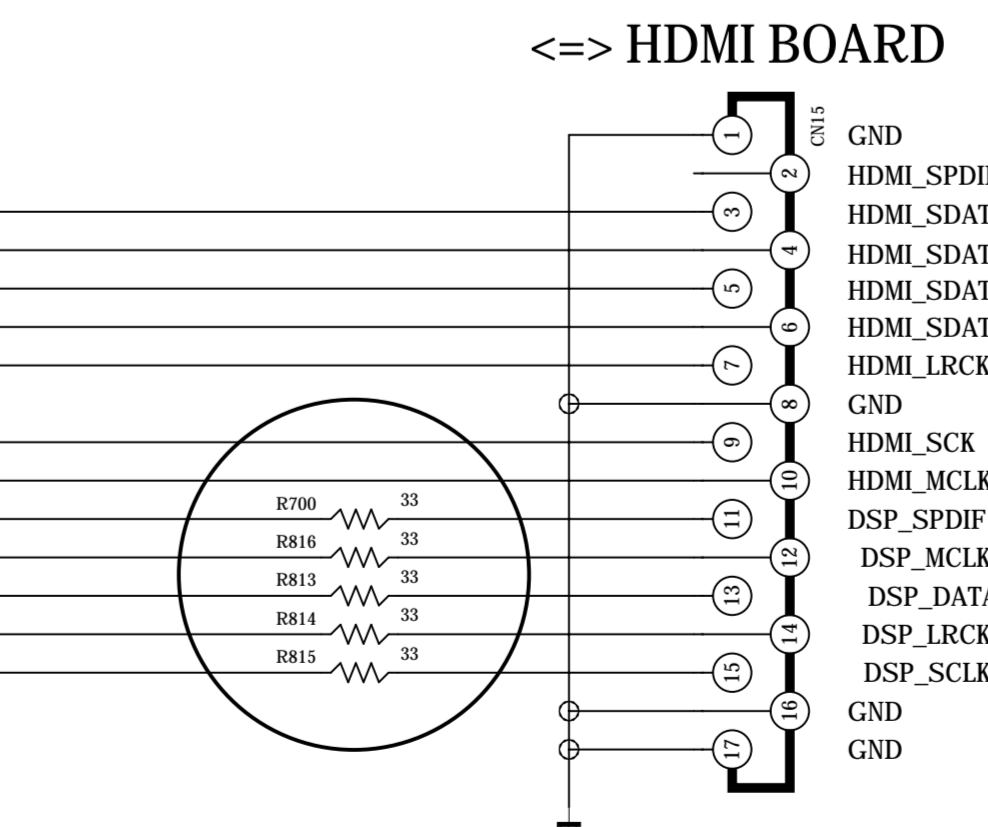 <=> HDMI BOARD
CN15
1 GND
2 HDMI_SPDI
3 HDMI_SDAT
4 HDMI_SDAT
5 HDMI_SDAT
6 HDMI_SDAT
7 HDMI_LRCK
8 GND
9 HDMI_SCK
10 HDMI_MCLK
R700 33 11 DSP_SPDIF
R816 33 12 DSP_MCLK
R813 33 13 DSP_DATA
R814 33 14 DSP_LRCK
R815 33 15 DSP_SCLK
16 GND
17 GND